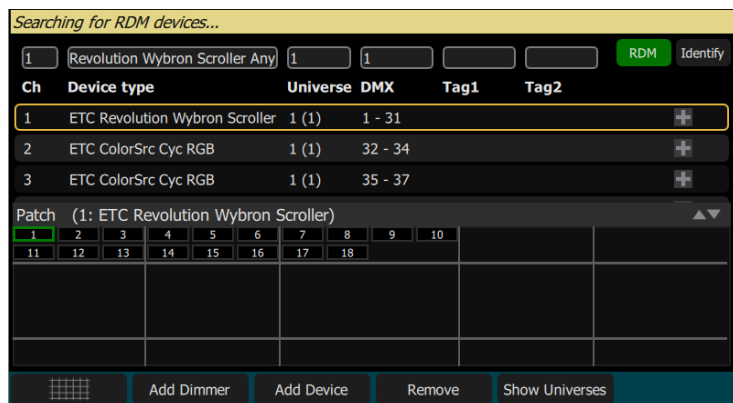 Searching for RDM devices...
1 Revolution Wybron Scroller Any 1 1 RDM Identify
Ch Device type Universe DMX Tag1 Tag2
1 ETC Revolution Wybron Scroller 1 (1) 1 - 31
2 ETC ColorSrc Cyc RGB 1 (1) 32 - 34
3 ETC ColorSrc Cyc RGB 1 (1) 35 - 37
Patch (1: ETC Revolution Wybron Scroller)
1 2 3 4 5 6 7 8 9 10
11 12 13 14 15 16 17 18
Add Dimmer Add Device Remove Show Universes